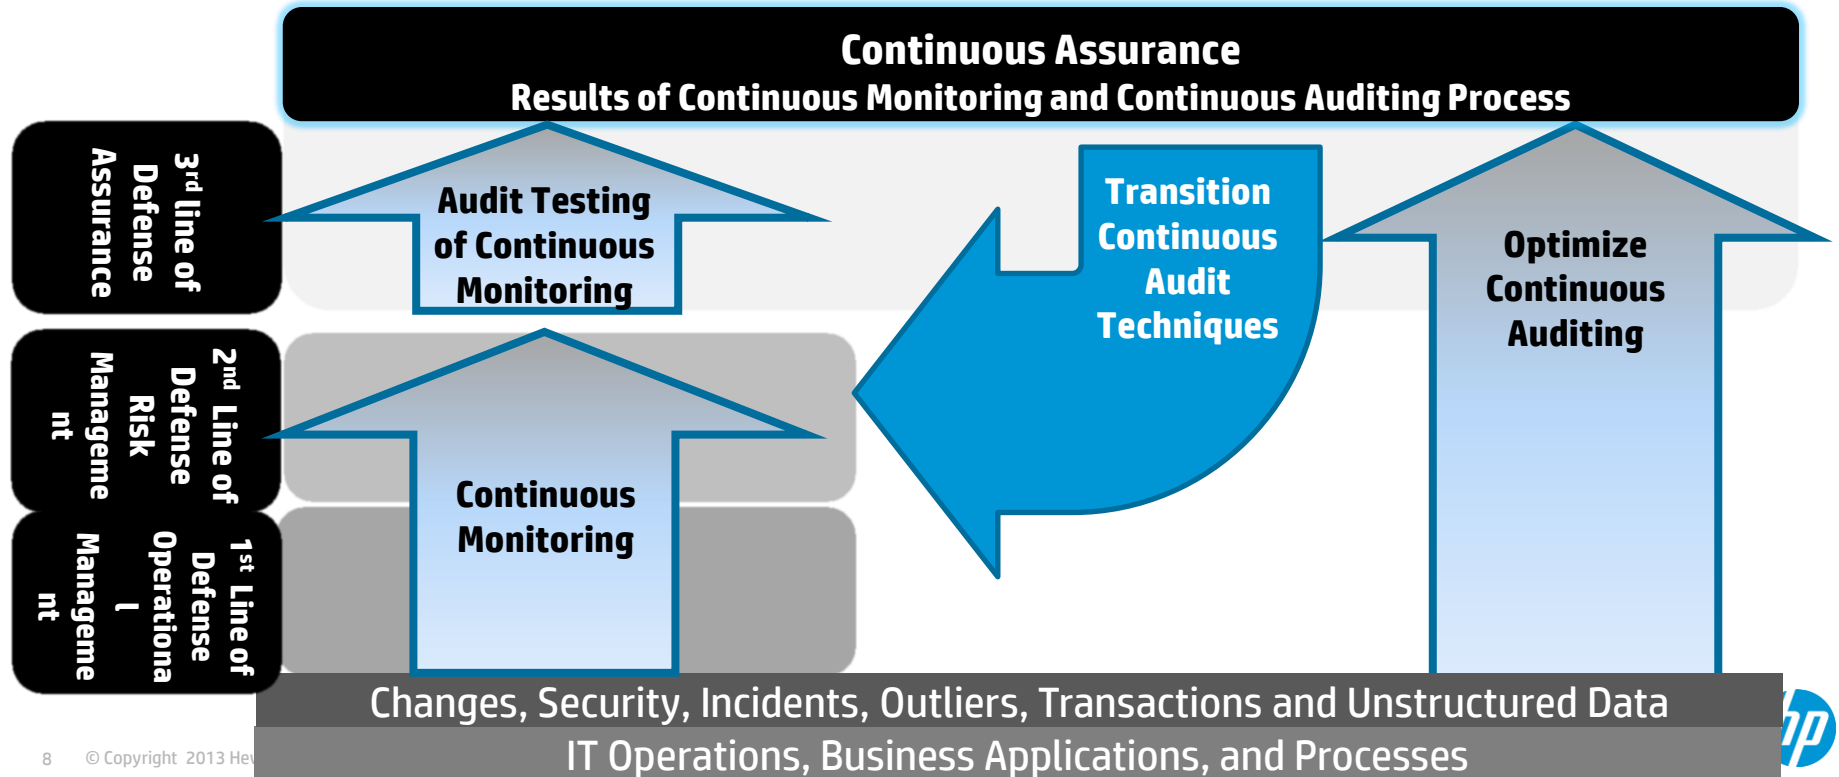 Continuous Assurance
Results of Continuous Monitoring and Continuous Auditing Process
3rd line of
Defense
Assurance
Audit Testing
of Continuous
Monitoring
Transition
Continuous
Audit
Techniques
Optimize
Continuous
Auditing
2nd Line of
Defense
Risk
Manageme
nt
Continuous
Monitoring
1st Line of
Defense
Operationa
l
Manageme
nt
Changes, Security, Incidents, Outliers, Transactions and Unstructured Data
IT Operations, Business Applications, and Processes
8 © Copyright 2013
hp